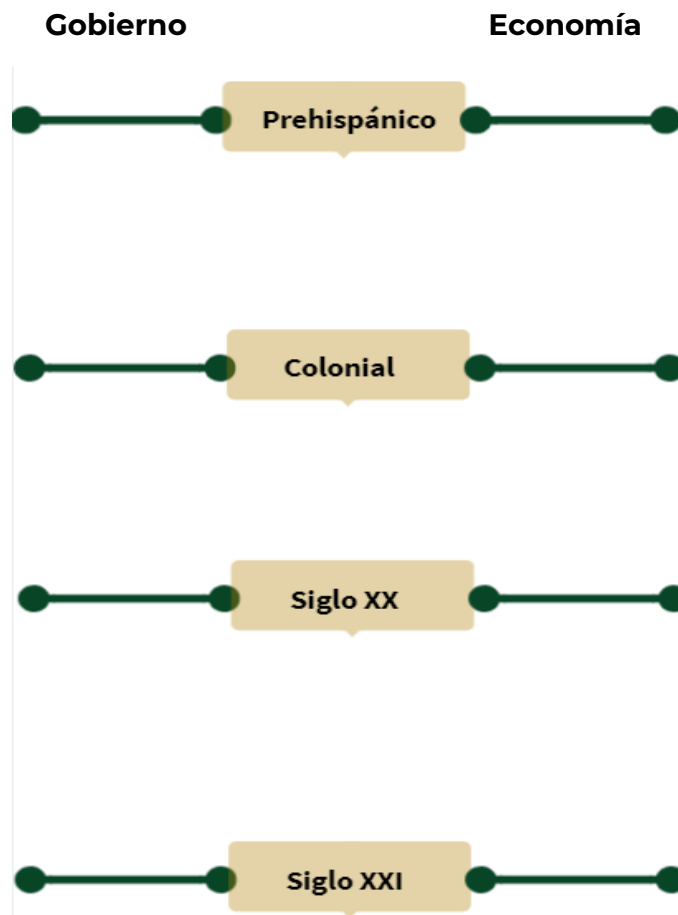 Gobierno
Economía
Prehispánico
Colonial
Siglo XX
Siglo XXI